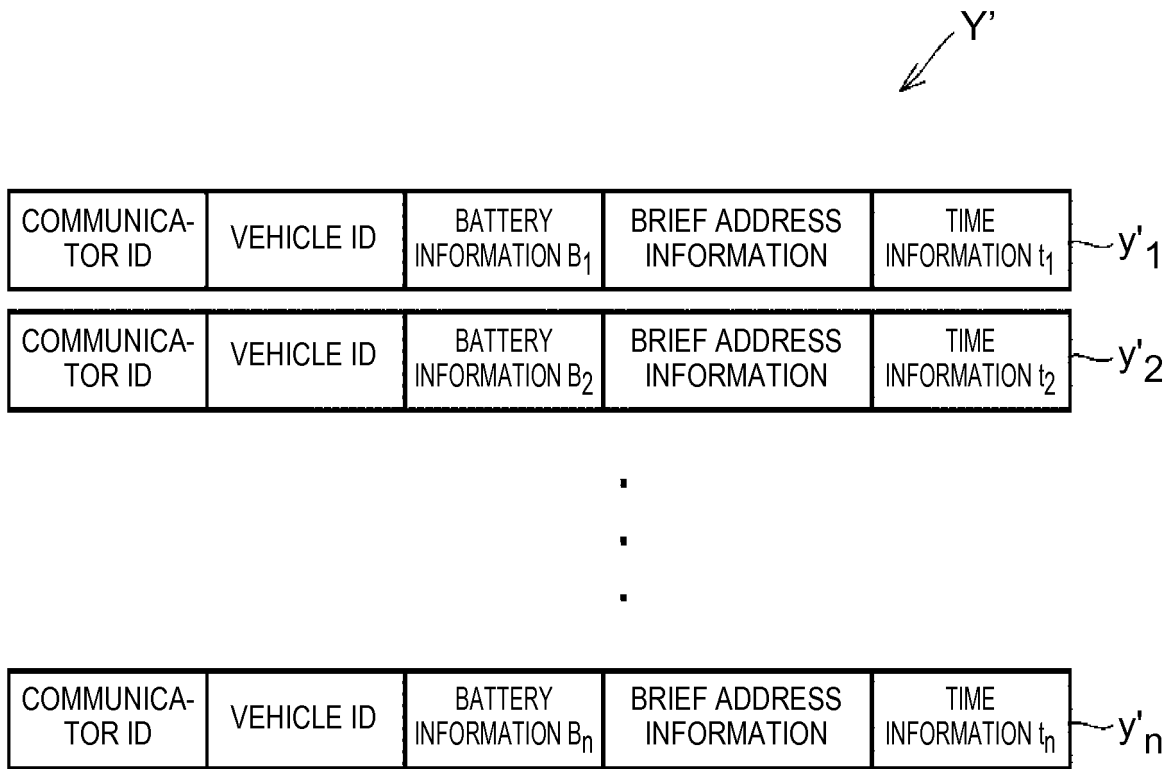 Y'
COMMUNICA-
TOR ID
VEHICLE ID
BATTERY
INFORMATION B1
BRIEF ADDRESS
INFORMATION
TIME
INFORMATION t1
y'1
COMMUNICA-
TOR ID
VEHICLE ID
BATTERY
INFORMATION B2
BRIEF ADDRESS
INFORMATION
TIME
INFORMATION t2
y'2
COMMUNICA-
TOR ID
VEHICLE ID
BATTERY
INFORMATION Bn
BRIEF ADDRESS
INFORMATION
TIME
INFORMATION tn
y'n